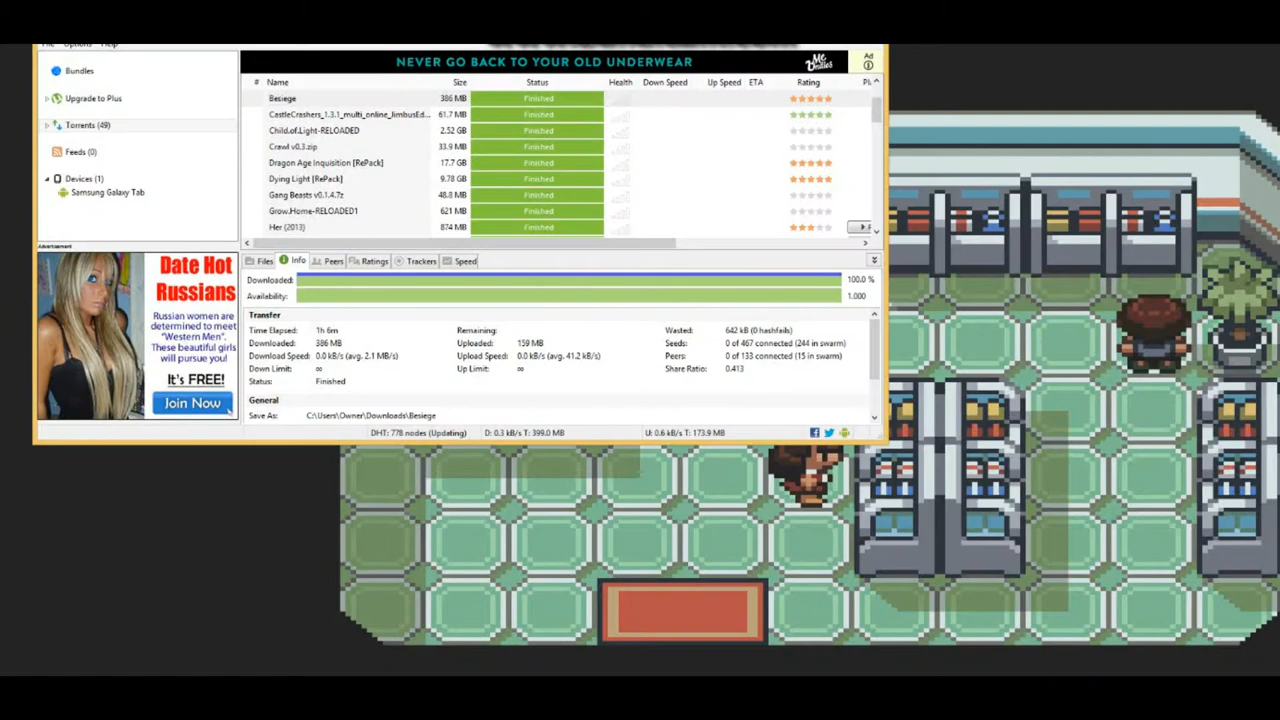 File Options Help
NEVER GO BACK TO YOUR OLD UNDERWEAR
Me Undies
Ad
Bundles
Upgrade to Plus
Torrents (49)
Feeds (0)
Devices (1)
Samsung Galaxy Tab
# Name Size Status Health Down Speed Up Speed ETA Rating
Besiege 386 MB Finished
CastleCrashers_1.3.1_multi_online_limbusEd... 61.7 MB Finished
Child.of.Light-RELOADED 2.52 GB Finished
Crawl v0.3.zip 33.9 MB Finished
Dragon Age Inquisition [RePack] 17.7 GB Finished
Dying Light [RePack] 9.78 GB Finished
Gang Beasts v0.1.4.7z 48.8 MB Finished
Grow.Home-RELOADED1 621 MB Finished
Her (2013) 874 MB Finished
Advertisement
Date Hot
Russians
Russian women are
determined to meet
"Western Men".
These beautiful girls
will pursue you!
It's FREE!
Join Now
Files Info Peers Ratings Trackers Speed
Downloaded: 100.0 %
Availability: 1.000
Transfer
Time Elapsed: 1h 6m Remaining: Wasted: 642 kB (0 hashfails)
Downloaded: 386 MB Uploaded: 159 MB Seeds: 0 of 467 connected (244 in swarm)
Download Speed: 0.0 kB/s (avg. 2.1 MB/s) Upload Speed: 0.0 kB/s (avg. 41.2 kB/s) Peers: 0 of 133 connected (15 in swarm)
Down Limit: ∞ Up Limit: ∞ Share Ratio: 0.413
Status: Finished
General
Save As: C:\Users\Owner\Downloads\Besiege
DHT: 778 nodes (Updating) D: 0.3 kB/s T: 399.0 MB U: 0.6 kB/s T: 173.9 MB